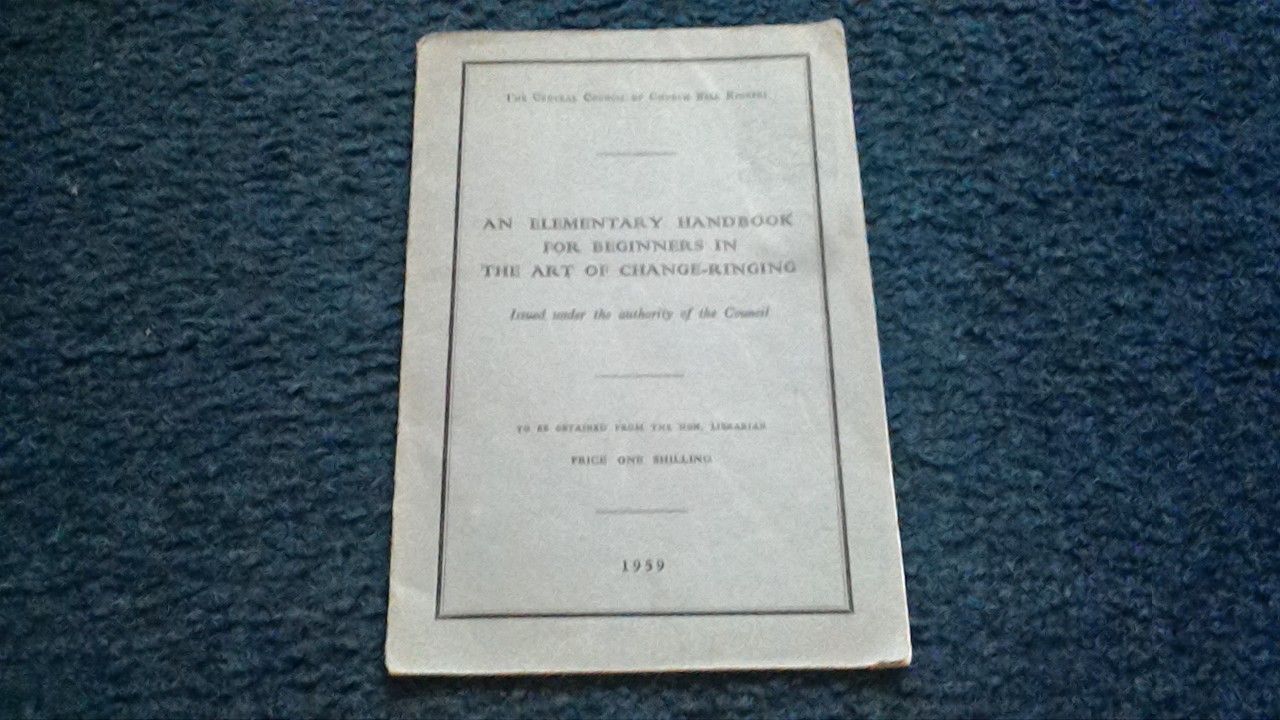 The Central Council of Church Bell Ringers
AN ELEMENTARY HANDBOOK
FOR BEGINNERS IN
THE ART OF CHANGE-RINGING
Issued under the authority of the Council
TO BE OBTAINED FROM THE HON. LIBRARIAN
PRICE ONE SHILLING
1959